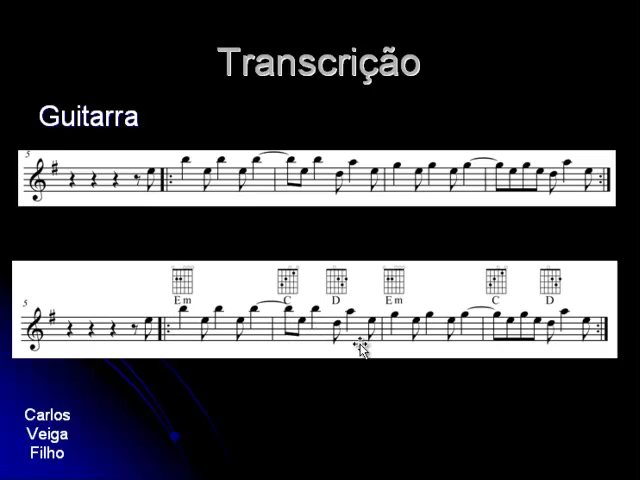 Transcrição
Guitarra
5
Em C D Em C D
5
Carlos
Veiga
Filho